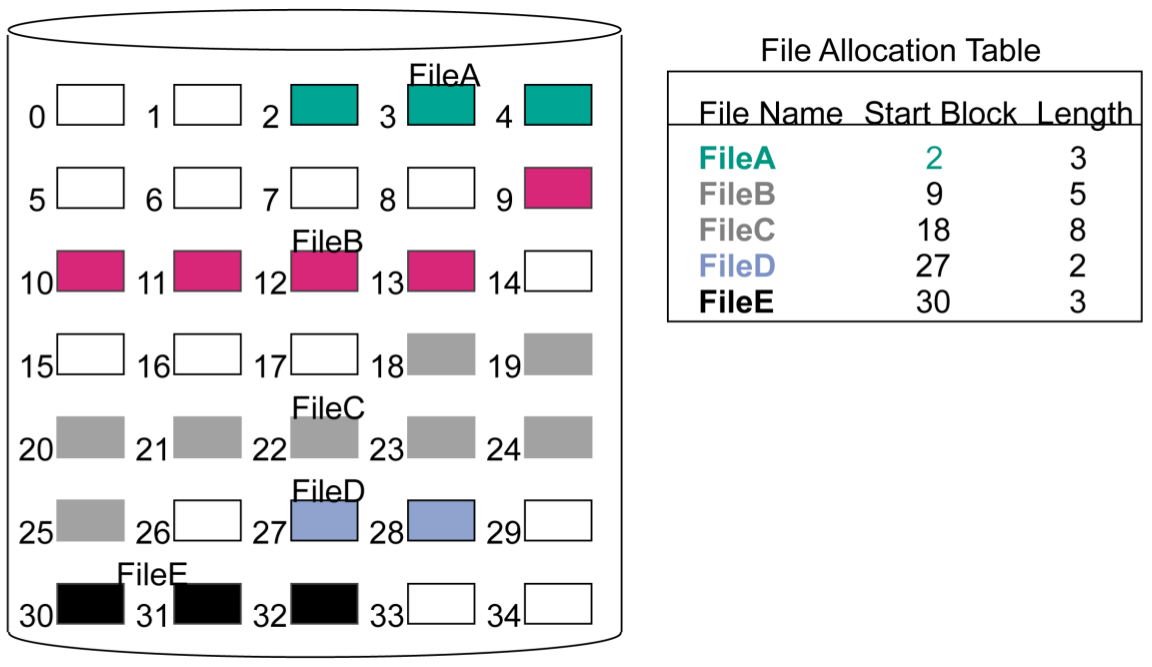 File Allocation Table
File Name Start Block Length
FileA 2 3
FileB 9 5
FileC 18 8
FileD 27 2
FileE 30 3
FileA
0 1 2 3 4
5 6 7 8 9
FileB
10 11 12 13 14
15 16 17 18 19
FileC
20 21 22 23 24
FileD
25 26 27 28 29
FileE
30 31 32 33 34